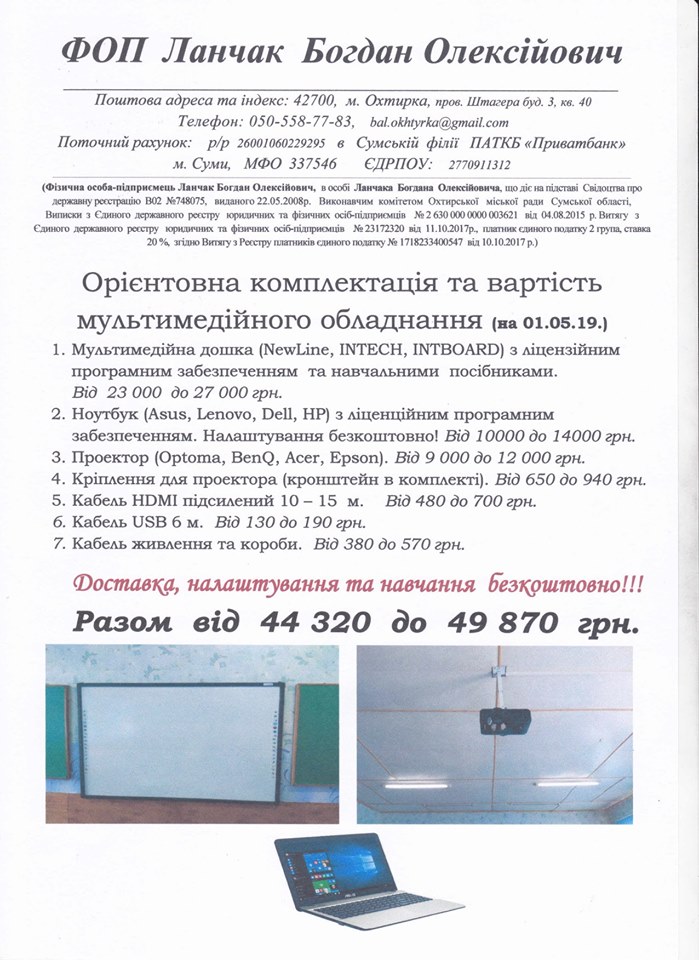 ФОП Ланчак Богдан Олексійович
Поштова адреса та індекс: 42700, м. Охтирка, пров. Штагера буд. 3, кв. 40
Телефон: 050-558-77-83, bal.okhtyrka@gmail.com
Поточний рахунок: р/р 26001060229295 в Сумській філії ПАТКБ «Приватбанк»
м. Суми, МФО 337546 ЄДРПОУ: 2770911312
(Фізична особа-підприємець Ланчак Богдан Олексійович, в особі Ланчака Богдана Олексійовича, що діє на підставі Свідоцтва про
державну реєстрацію В02 №748075, виданого 22.05.2008р. Виконавчим комітетом Охтирської міської ради Сумської області,
Виписки з Єдиного державного реєстру юридичних та фізичних осіб-підприємців № 2 630 000 0000 003621 від 04.08.2015 р. Витягу з
Єдиного державного реєстру юридичних та фізичних осіб-підприємців № 23172320 від 11.10.2017р., платник єдиного податку 2 група, ставка
20 %, згідно Витягу з Реєстру платників єдиного податку № 1718233400547 від 10.10.2017 р.)
Орієнтовна комплектація та вартість
мультимедійного обладнання (на 01.05.19.)
1. Мультимедійна дошка (NewLine, INTECH, INTBOARD) з ліцензійним
програмним забезпеченням та навчальними посібниками.
Від 23 000 до 27 000 грн.
2. Ноутбук (Asus, Lenovo, Dell, HP) з ліценційним програмним
забезпеченням. Налаштування безкоштовно! Від 10000 до 14000 грн.
3. Проектор (Optoma, BenQ, Acer, Epson). Від 9 000 до 12 000 грн.
4. Кріплення для проектора (кронштейн в комплекті). Від 650 до 940 грн.
5. Кабель HDMI підсилений 10 – 15 м. Від 480 до 700 грн.
6. Кабель USB 6 м. Від 130 до 190 грн.
7. Кабель живлення та короби. Від 380 до 570 грн.
Доставка, налаштування та навчання безкоштовно!!!
Разом від 44 320 до 49 870 грн.